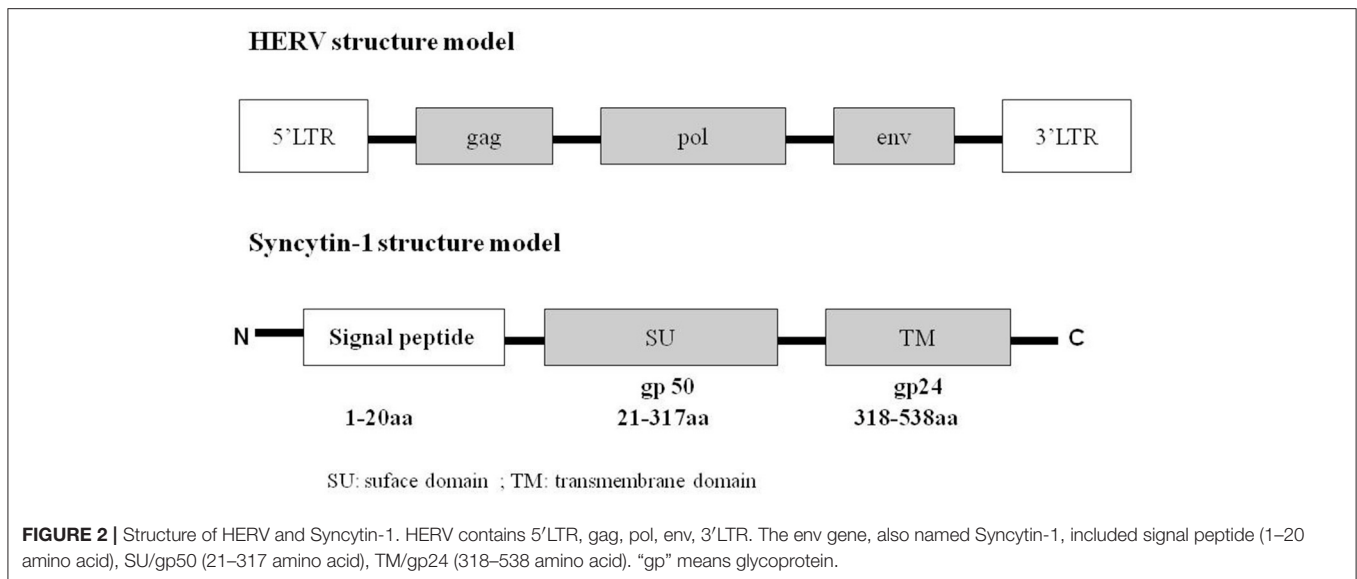 HERV structure model
5’LTR gag pol env 3’LTR
Syncytin-1 structure model
N Signal peptide SU TM C
gp 50 gp24
1-20aa 21-317aa 318-538aa
SU: suface domain ; TM: transmembrane domain
FIGURE 2 | Structure of HERV and Syncytin-1. HERV contains 5′LTR, gag, pol, env, 3′LTR. The env gene, also named Syncytin-1, included signal peptide (1–20
amino acid), SU/gp50 (21–317 amino acid), TM/gp24 (318–538 amino acid). “gp” means glycoprotein.